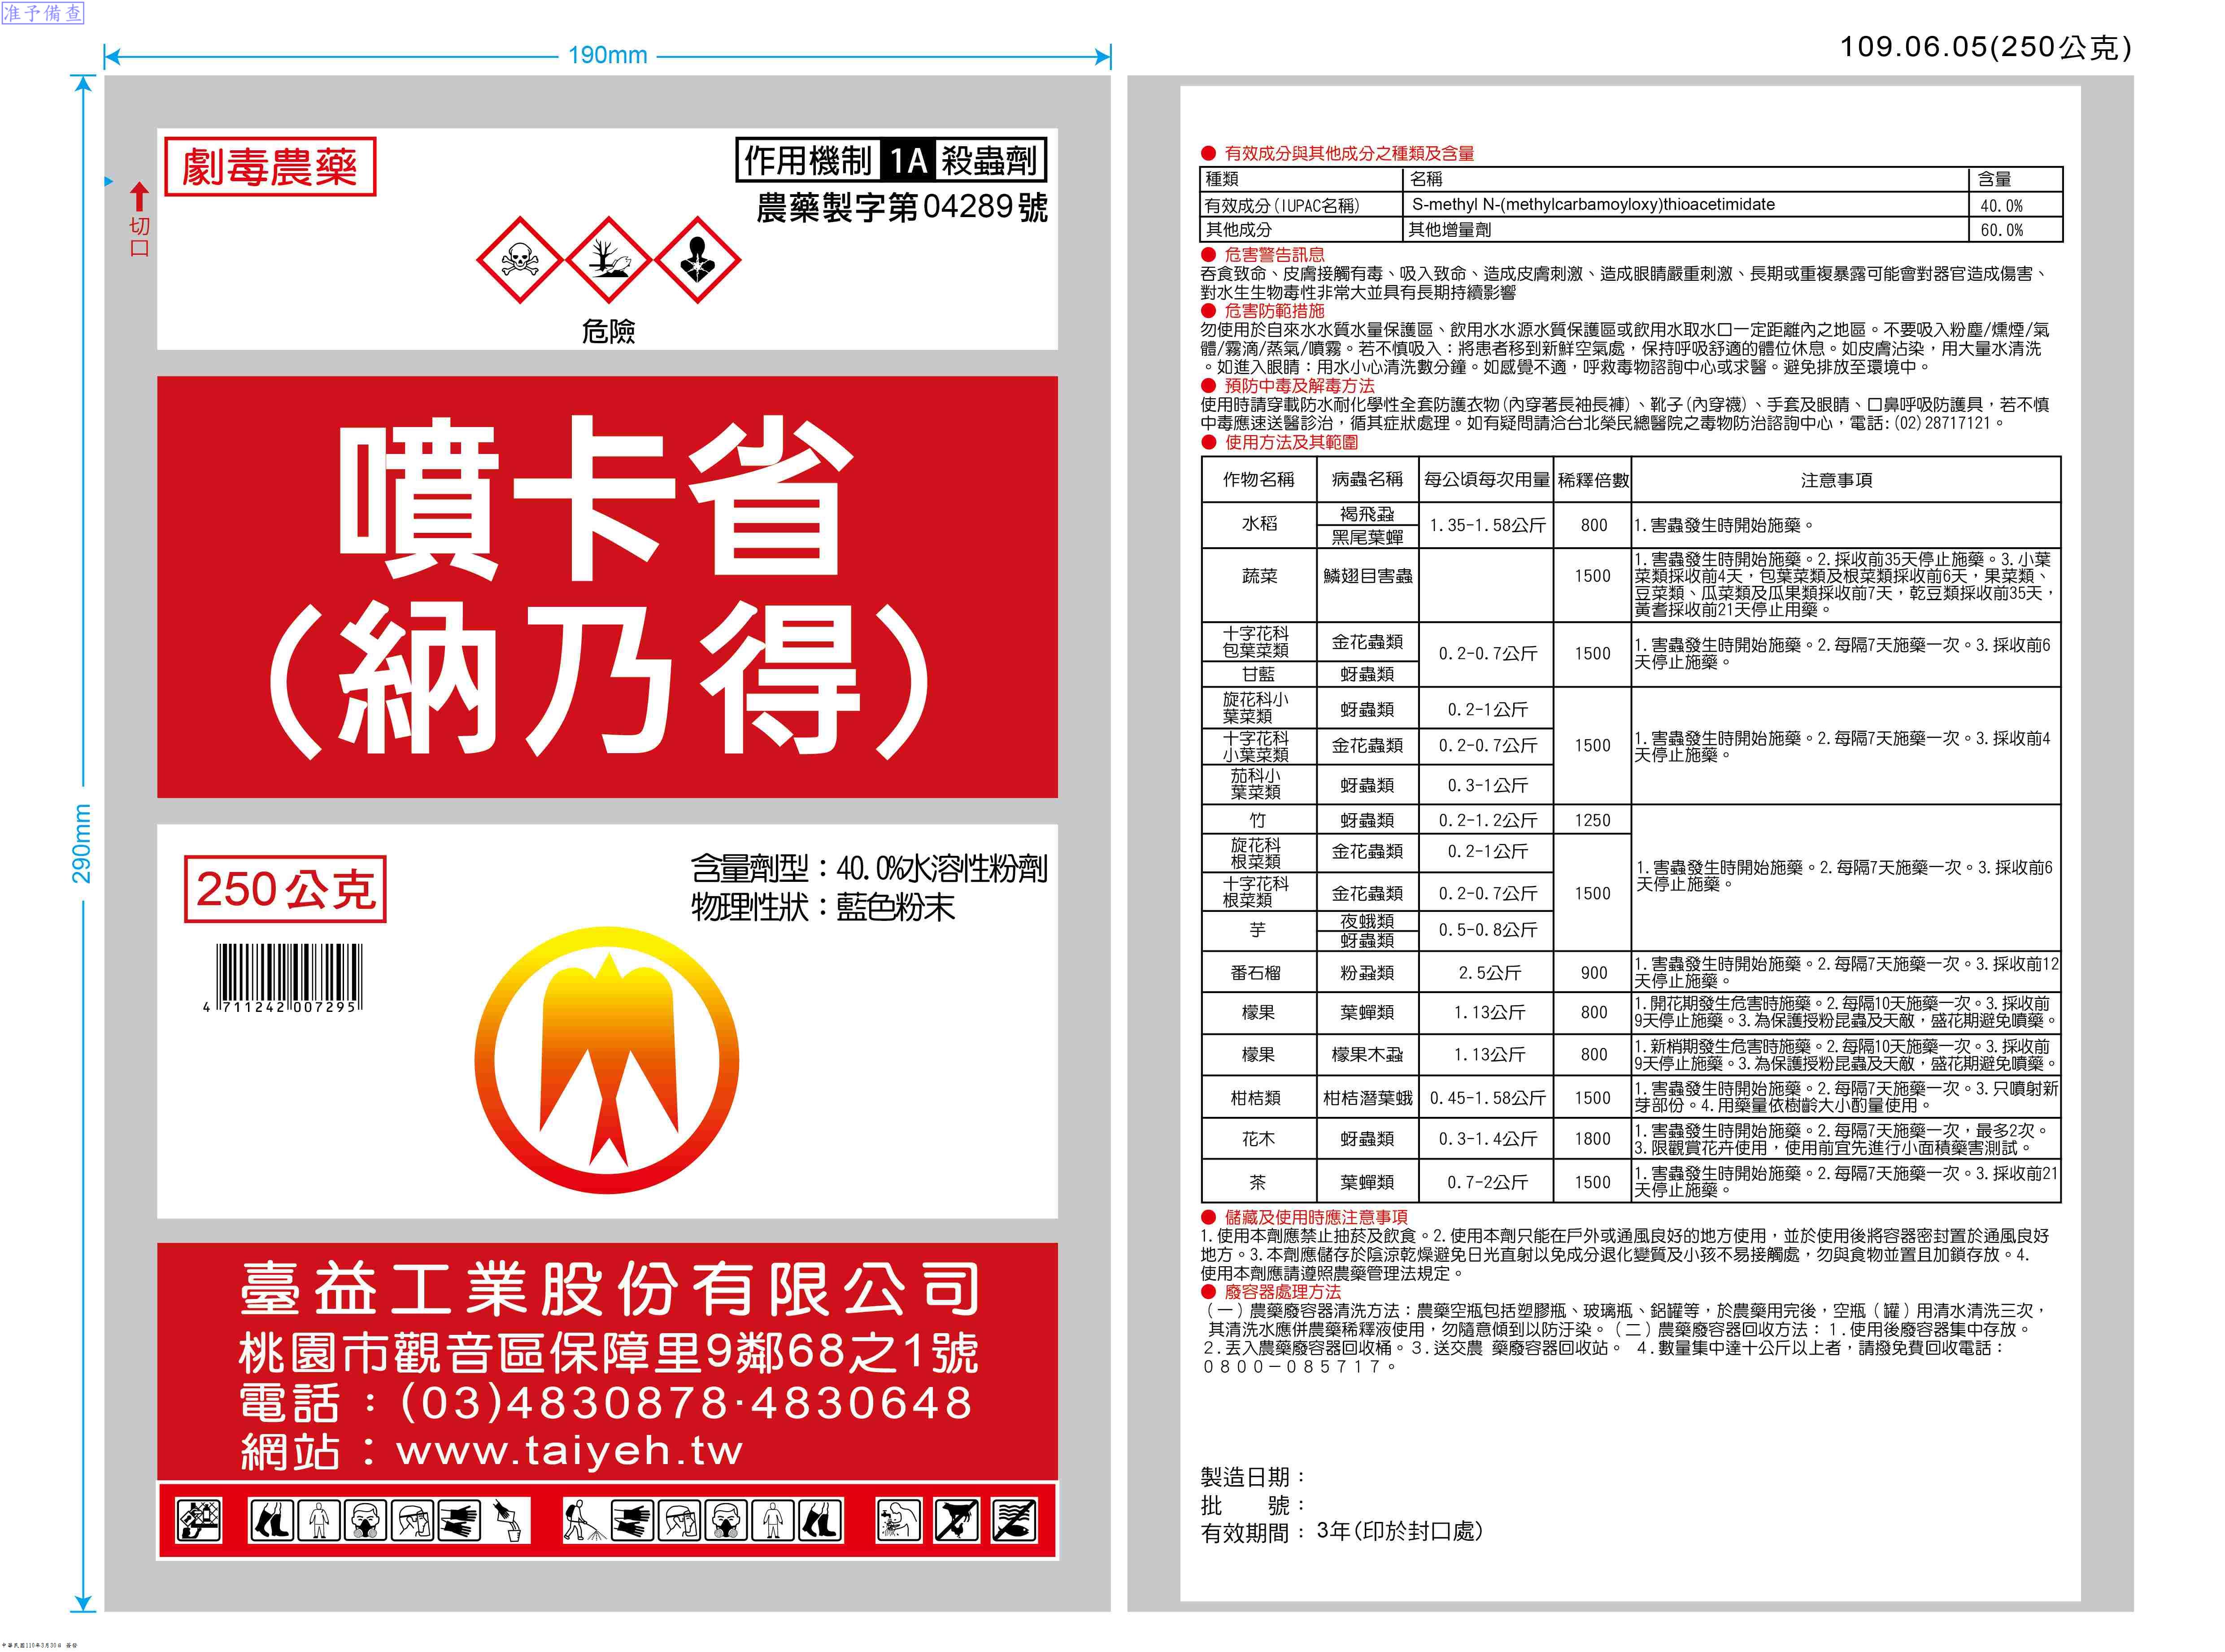 准予備查
109.06.05(250公克)
190mm
290mm
切口
劇毒農藥
作用機制 1A 殺蟲劑
農藥製字第04289號
危險
噴卡省
(納乃得)
250公克
含量劑型：40.0%水溶性粉劑
物理性狀：藍色粉末
4 711242 007295
臺益工業股份有限公司
桃園市觀音區保障里9鄰68之1號
電話：(03)4830878·4830648
網站：www.taiyeh.tw
● 有效成分與其他成分之種類及含量
種類 名稱 含量
有效成分(IUPAC名稱) S-methyl N-(methylcarbamoyloxy)thioacetimidate 40.0%
其他成分 其他增量劑 60.0%
● 危害警告訊息
吞食致命、皮膚接觸有毒、吸入致命、造成皮膚刺激、造成眼睛嚴重刺激、長期或重複暴露可能會對器官造成傷害、
對水生生物毒性非常大並具有長期持續影響
● 危害防範措施
勿使用於自來水水質水量保護區、飲用水水源水質保護區或飲用水取水口一定距離內之地區。不要吸入粉塵/燻煙/氣
體/霧滴/蒸氣/噴霧。若不慎吸入：將患者移到新鮮空氣處，保持呼吸舒適的體位休息。如皮膚沾染，用大量水清洗
。如進入眼睛：用水小心清洗數分鐘。如感覺不適，呼救毒物諮詢中心或求醫。避免排放至環境中。
● 預防中毒及解毒方法
使用時請穿載防水耐化學性全套防護衣物(內穿著長袖長褲)、靴子(內穿襪)、手套及眼睛、口鼻呼吸防護具，若不慎
中毒應速送醫診治，循其症狀處理。如有疑問請洽台北榮民總醫院之毒物防治諮詢中心，電話:(02)28717121。
● 使用方法及其範圍
作物名稱 病蟲名稱 每公頃每次用量 稀釋倍數 注意事項
水稻 褐飛蝨 黑尾葉蟬 1.35-1.58公斤 800 1.害蟲發生時開始施藥。
蔬菜 鱗翅目害蟲 1500 1.害蟲發生時開始施藥。2.採收前35天停止施藥。3.小葉
菜類採收前4天，包葉菜類及根菜類採收前6天，果菜類、
豆菜類、瓜菜類及瓜果類採收前7天，乾豆類採收前35天，
黃耆採收前21天停止用藥。
十字花科
包葉菜類 金花蟲類 0.2-0.7公斤 1500 1.害蟲發生時開始施藥。2.每隔7天施藥一次。3.採收前6
天停止施藥。
甘藍 蚜蟲類
旋花科小
葉菜類 蚜蟲類 0.2-1公斤
十字花科
小葉菜類 金花蟲類 0.2-0.7公斤 1500 1.害蟲發生時開始施藥。2.每隔7天施藥一次。3.採收前4
天停止施藥。
茄科小
葉菜類 蚜蟲類 0.3-1公斤
竹 蚜蟲類 0.2-1.2公斤 1250
旋花科
根菜類 金花蟲類 0.2-1公斤 1.害蟲發生時開始施藥。2.每隔7天施藥一次。3.採收前6
天停止施藥。
十字花科
根菜類 金花蟲類 0.2-0.7公斤 1500
芋 夜蛾類 蚜蟲類 0.5-0.8公斤
番石榴 粉蝨類 2.5公斤 900 1.害蟲發生時開始施藥。2.每隔7天施藥一次。3.採收前12
天停止施藥。
檬果 葉蟬類 1.13公斤 800 1.開花期發生危害時施藥。2.每隔10天施藥一次。3.採收前
9天停止施藥。3.為保護授粉昆蟲及天敵，盛花期避免噴藥。
檬果 檬果木蝨 1.13公斤 800 1.新梢期發生危害時施藥。2.每隔10天施藥一次。3.採收前
9天停止施藥。3.為保護授粉昆蟲及天敵，盛花期避免噴藥。
柑桔類 柑桔潛葉蛾 0.45-1.58公斤 1500 1.害蟲發生時開始施藥。2.每隔7天施藥一次。3.只噴射新
芽部份。4.用藥量依樹齡大小酌量使用。
花木 蚜蟲類 0.3-1.4公斤 1800 1.害蟲發生時開始施藥。2.每隔7天施藥一次，最多2次。
3.限觀賞花卉使用，使用前宜先進行小面積藥害測試。
茶 葉蟬類 0.7-2公斤 1500 1.害蟲發生時開始施藥。2.每隔7天施藥一次。3.採收前21
天停止施藥。
● 儲藏及使用時應注意事項
1.使用本劑應禁止抽菸及飲食。2.使用本劑只能在戶外或通風良好的地方使用，並於使用後將容器密封置於通風良好
地方。3.本劑應儲存於陰涼乾燥避免日光直射以免成分退化變質及小孩不易接觸處，勿與食物並置且加鎖存放。4.
使用本劑應請遵照農藥管理法規定。
● 廢容器處理方法
（一）農藥廢容器清洗方法：農藥空瓶包括塑膠瓶、玻璃瓶、鋁罐等，於農藥用完後，空瓶（罐）用清水清洗三次，
其清洗水應併農藥稀釋液使用，勿隨意傾到以防汙染。（二）農藥廢容器回收方法：1.使用後廢容器集中存放。
2.丟入農藥廢容器回收桶。3.送交農 藥廢容器回收站。 4.數量集中達十公斤以上者，請撥免費回收電話：
0800－085717。
製造日期：
批 號：
有效期間：3年(印於封口處)
中華民國110年3月30日 簽發